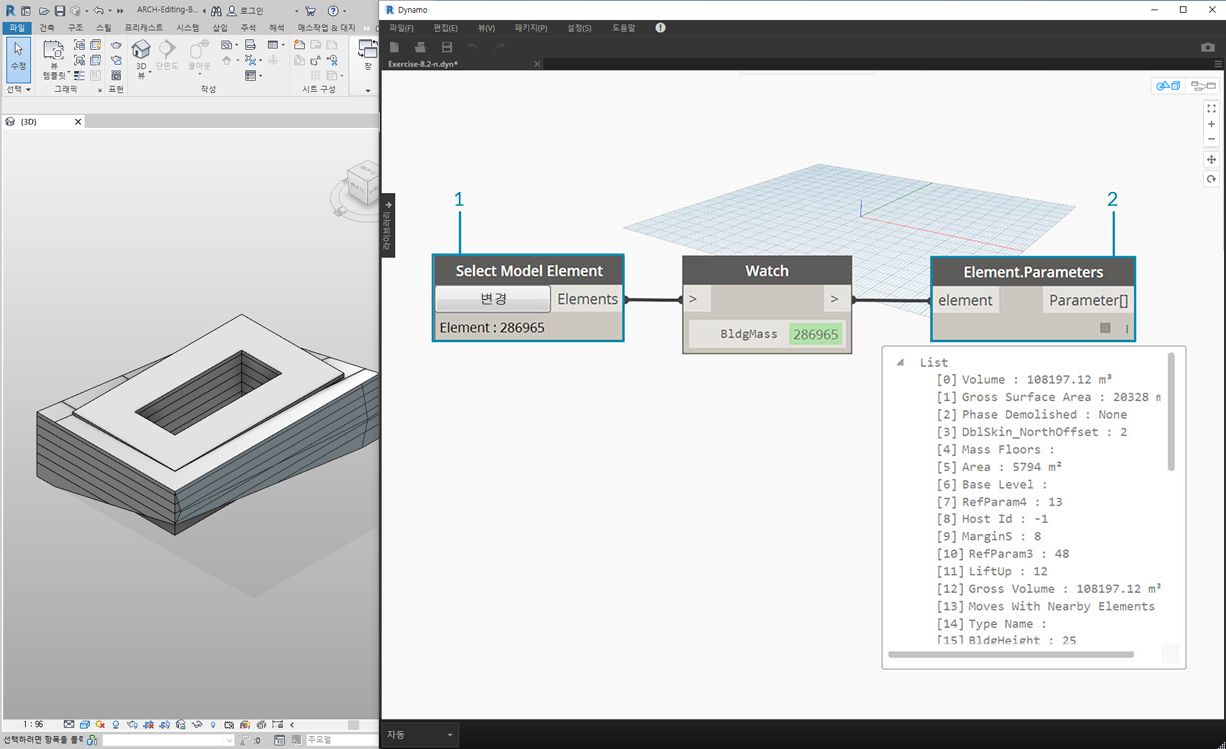 ARCH-Editing-B...
로그인
파일
건축
구조
스틸
프리캐스트
시스템
삽입
주석
해석
매스작업 & 대지
수정
뷰
템플릿
3D
뷰
단면도
콜아웃
장
선택
그래픽
표현
작성
시트 구성
{3D}
1 : 96
선택하려면 항목을 클릭
:0
주모델
Dynamo
파일(F)
편집(E)
뷰(V)
패키지(P)
설정(S)
도움말
Exercise-8.2-n.dyn*
라이브러리
1
2
Select Model Element
변경
Elements
Element : 286965
Watch
>
>
BldgMass
286965
Element.Parameters
element
Parameter[]
List
[0] Volume : 108197.12 m³
[1] Gross Surface Area : 20328 m
[2] Phase Demolished : None
[3] DblSkin_NorthOffset : 2
[4] Mass Floors :
[5] Area : 5794 m²
[6] Base Level :
[7] RefParam4 : 13
[8] Host Id : -1
[9] MarginS : 8
[10] RefParam3 : 48
[11] LiftUp : 12
[12] Gross Volume : 108197.12 m³
[13] Moves With Nearby Elements
[14] Type Name :
[15] BldgHeight : 25
자동